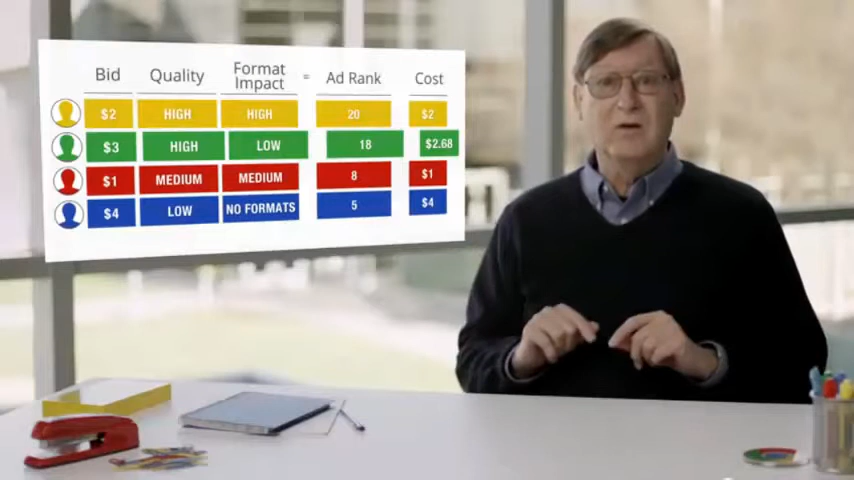 Bid Quality Format Impact = Ad Rank Cost
$2 HIGH HIGH 20 $2
$3 HIGH LOW 18 $2.68
$1 MEDIUM MEDIUM 8 $1
$4 LOW NO FORMATS 5 $4